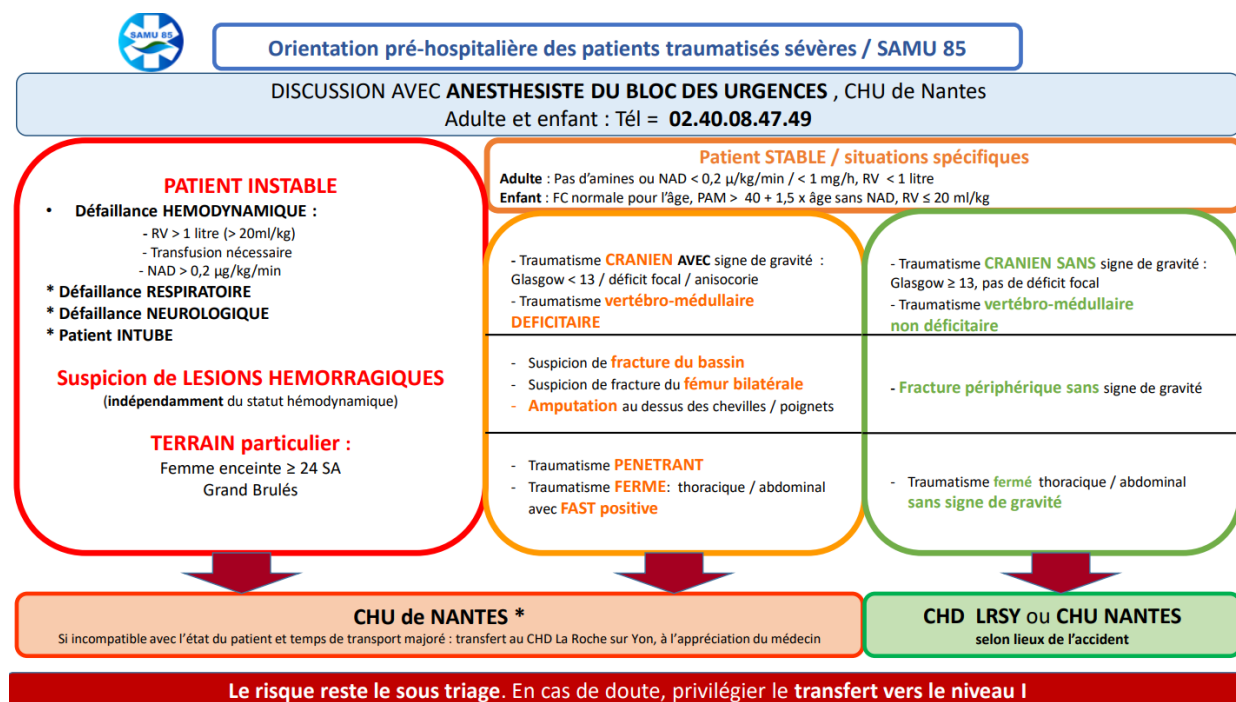 SAMU 85
Orientation pré-hospitalière des patients traumatisés sévères / SAMU 85
DISCUSSION AVEC ANESTHESISTE DU BLOC DES URGENCES , CHU de Nantes
Adulte et enfant : Tél = 02.40.08.47.49
PATIENT INSTABLE
• Défaillance HEMODYNAMIQUE :
- RV > 1 litre (> 20ml/kg)
- Transfusion nécessaire
- NAD > 0,2 µg/kg/min
* Défaillance RESPIRATOIRE
* Défaillance NEUROLOGIQUE
* Patient INTUBE
Suspicion de LESIONS HEMORRAGIQUES
(indépendamment du statut hémodynamique)
TERRAIN particulier :
Femme enceinte ≥ 24 SA
Grand Brulés
Patient STABLE / situations spécifiques
Adulte : Pas d'amines ou NAD < 0,2 µ/kg/min / < 1 mg/h, RV < 1 litre
Enfant : FC normale pour l'âge, PAM > 40 + 1,5 x âge sans NAD, RV ≤ 20 ml/kg
- Traumatisme CRANIEN AVEC signe de gravité :
Glasgow < 13 / déficit focal / anisocorie
- Traumatisme vertébro-médullaire
DEFICITAIRE
- Suspicion de fracture du bassin
- Suspicion de fracture du fémur bilatérale
- Amputation au dessus des chevilles / poignets
- Traumatisme PENETRANT
- Traumatisme FERME: thoracique / abdominal
avec FAST positive
- Traumatisme CRANIEN SANS signe de gravité :
Glasgow ≥ 13, pas de déficit focal
- Traumatisme vertébro-médullaire
non déficitaire
- Fracture périphérique sans signe de gravité
- Traumatisme fermé thoracique / abdominal
sans signe de gravité
CHU de NANTES *
Si incompatible avec l'état du patient et temps de transport majoré : transfert au CHD La Roche sur Yon, à l'appréciation du médecin
CHD LRSY ou CHU NANTES
selon lieux de l'accident
Le risque reste le sous triage. En cas de doute, privilégier le transfert vers le niveau I